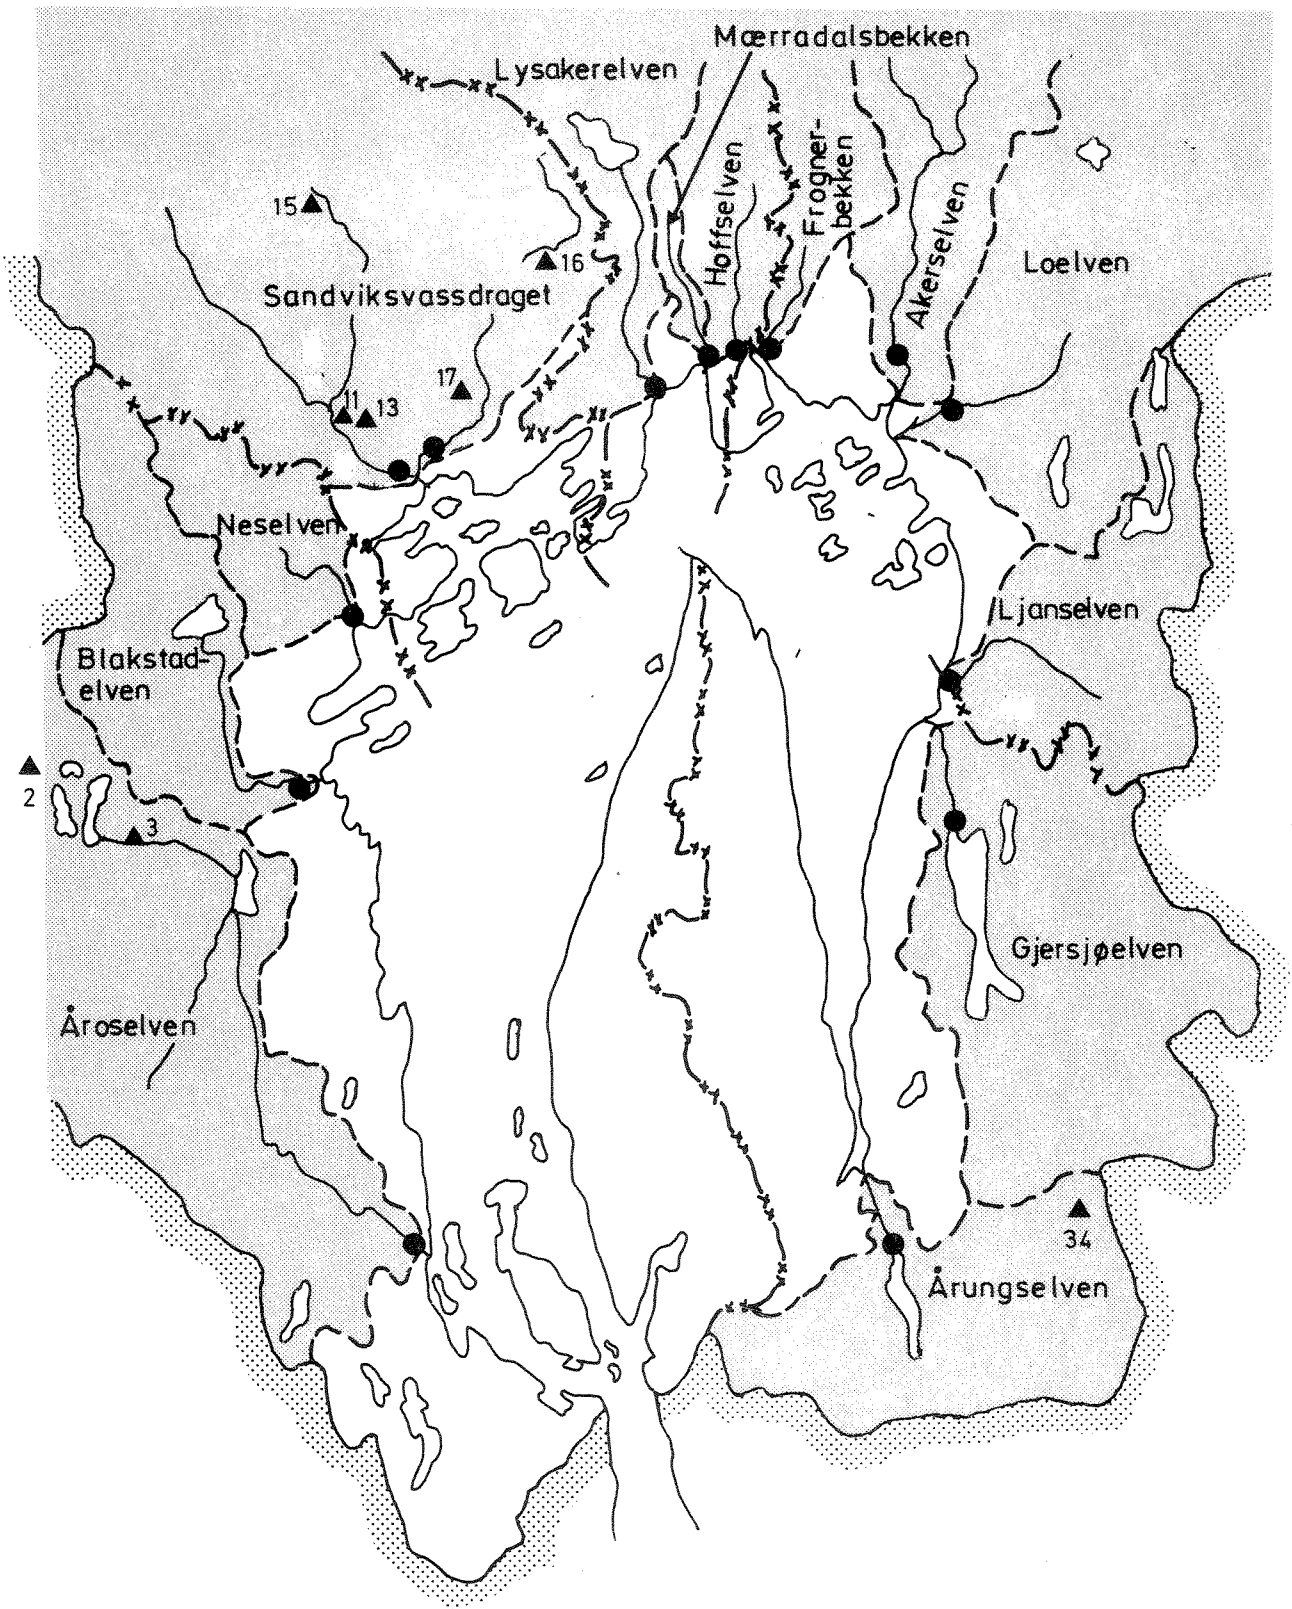 Mærradalsbekken
Lysakerelven
Hoffselven
Frogner-
bekken
Akerselven
15
16
Loelven
Sandviksvassdraget
17
11
13
Neselven
Ljanselven
Blakstad-
elven
2
3
Gjersjøelven
Åroselven
34
Årungselven